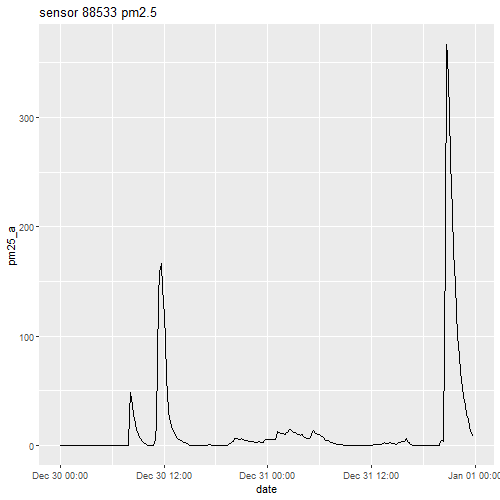 sensor 88533 pm2.5
pm25_a
300
200
100
0
Dec 30 00:00
Dec 30 12:00
Dec 31 00:00
Dec 31 12:00
Jan 01 00:00
date